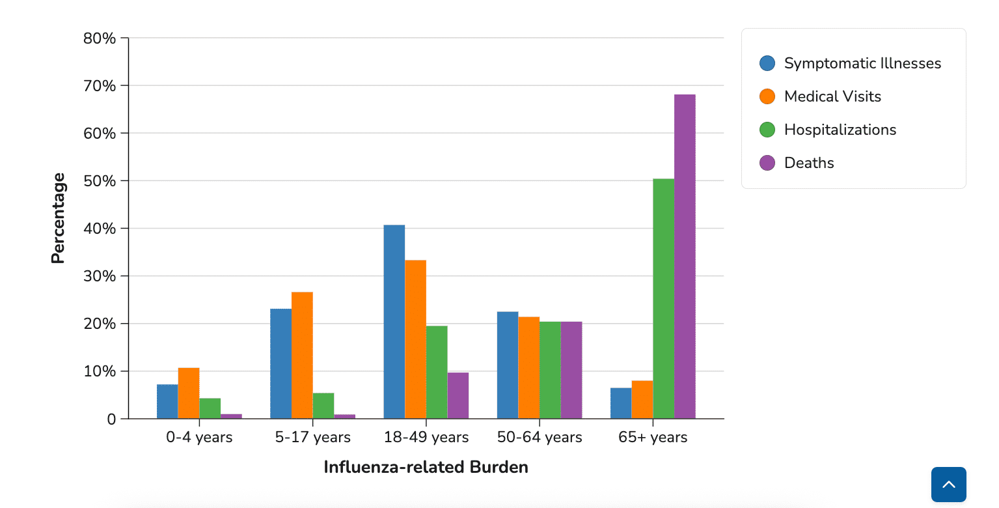 80%
70%
60%
50%
40%
30%
20%
10%
0
Percentage
0-4 years
5-17 years
18-49 years
50-64 years
65+ years
Influenza-related Burden
Symptomatic Illnesses
Medical Visits
Hospitalizations
Deaths